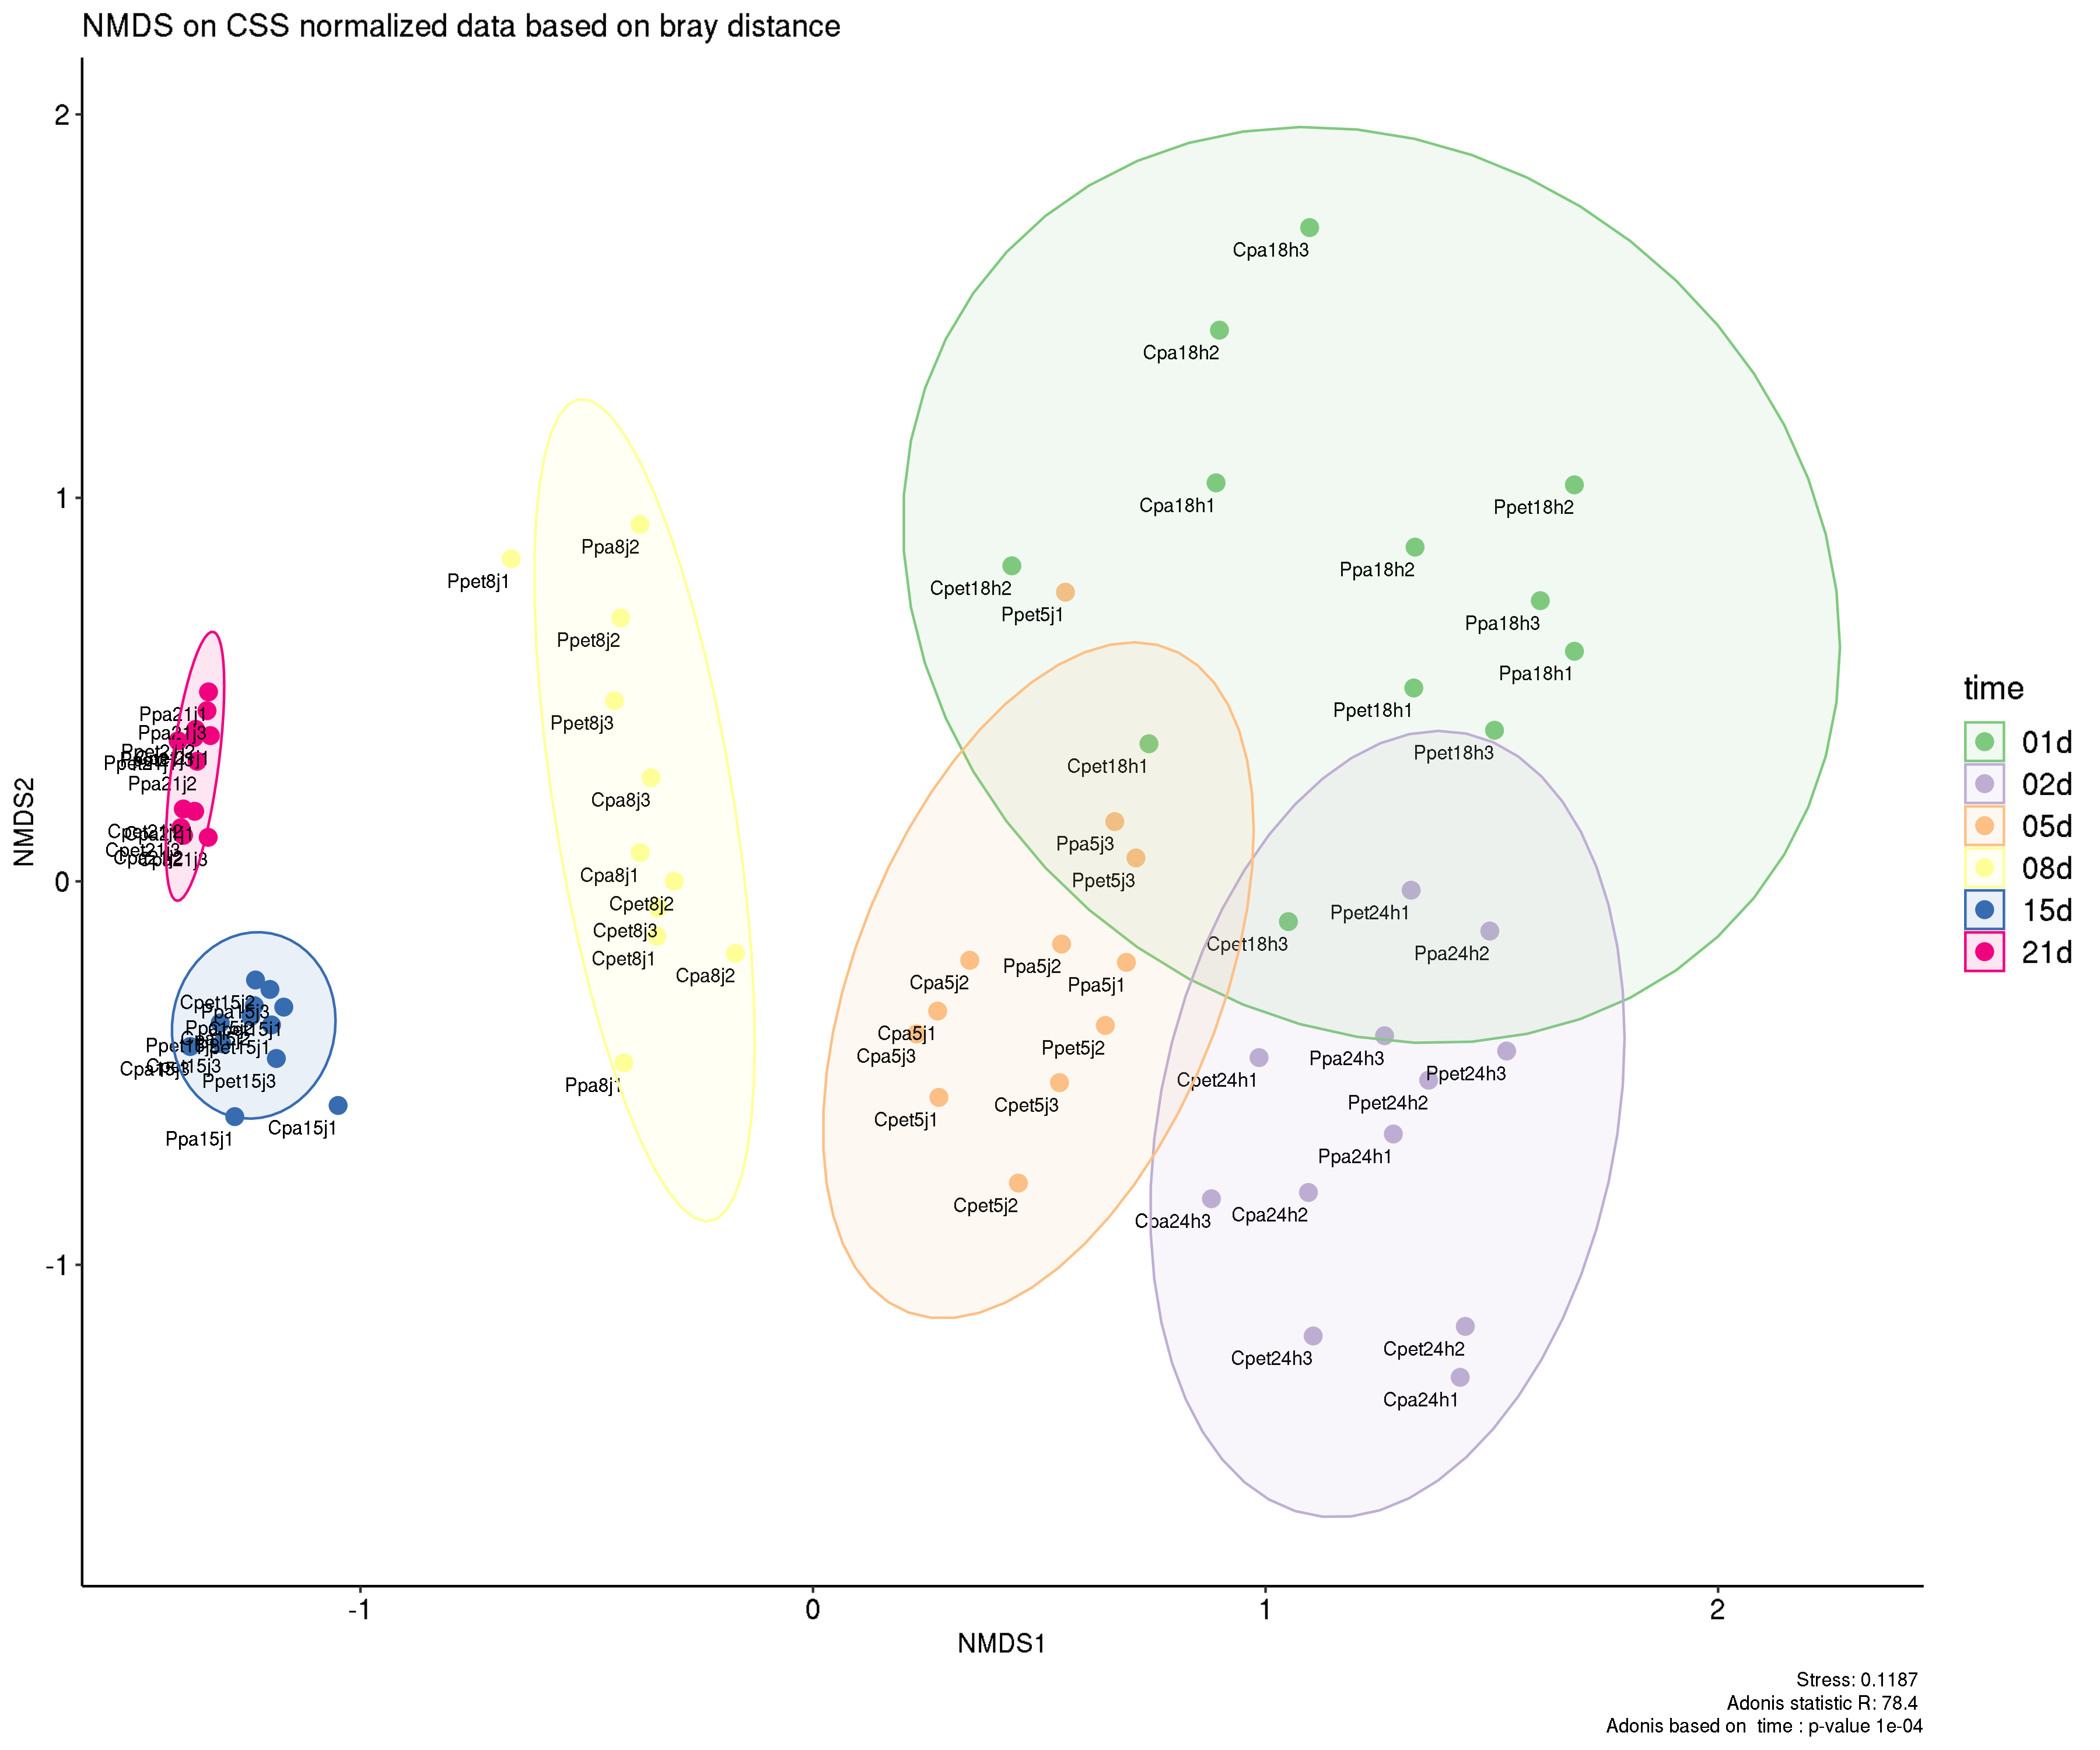 NMDS on CSS normalized data based on bray distance
2
Cpa18h3
Cpa18h2
1
Cpa18h1
Ppet18h2
Ppa8j2
Ppa18h2
Ppet8j1
Cpet18h2
Ppet5j1
Ppa18h3
Ppet8j2
Ppa18h1
Ppa21j1
Ppet18h1
Ppet8j3
Ppa21j3
Ppet18h3
Cpet18h1
Ppa21j2
Cpa8j3
Ppa5j3
Cpa8j1
Ppet5j3
0
Cpet8j2
Ppet24h1
Cpet8j3
Cpet18h3
Ppa24h2
Cpet8j1
Ppa5j2
Cpa8j2
Cpa5j2
Ppa5j1
Cpet15j2
Ppa15j3
Cpa5j1
Ppet5j2
Cpa5j3
Ppa24h3
Ppet24h3
Cpet24h1
Ppet15j3
Ppa8j1
Ppet24h2
Cpet5j3
Cpet5j1
Cpa15j1
Ppa15j1
Ppa24h1
Cpet5j2
Cpa24h3
Cpa24h2
-1
Cpet24h2
Cpet24h3
Cpa24h1
-1
0
1
2
NMDS1
NMDS2
time
01d
02d
05d
08d
15d
21d
Stress: 0.1187
Adonis statistic R: 78.4
Adonis based on  time : p-value 1e-04